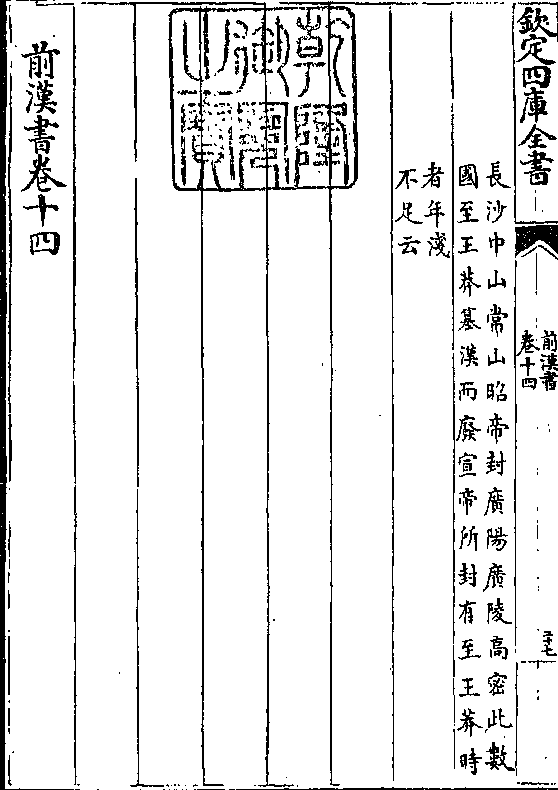 欽定四庫全書
前漢書
卷十四
長沙中山常山昭帝封廣陽廣陵高密此數
國至王莽簒漢而廢宣帝所封有至王莽時
者年淺
不足云
乾隆
御覽
之寶
前漢書卷十四